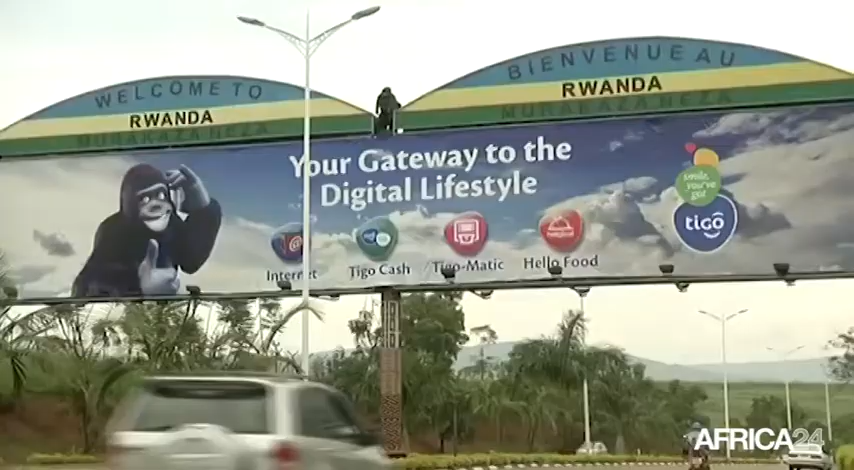 WELCOME TO
RWANDA
MURAKAZA NEZA
BIENVENUE AU
RWANDA
MURAKAZA NEZA
Your Gateway to the
Digital Lifestyle
Internet
Tigo Cash
Tigo-Matic
Hello Food
smile,
you've
got
tigo
AFRICA24